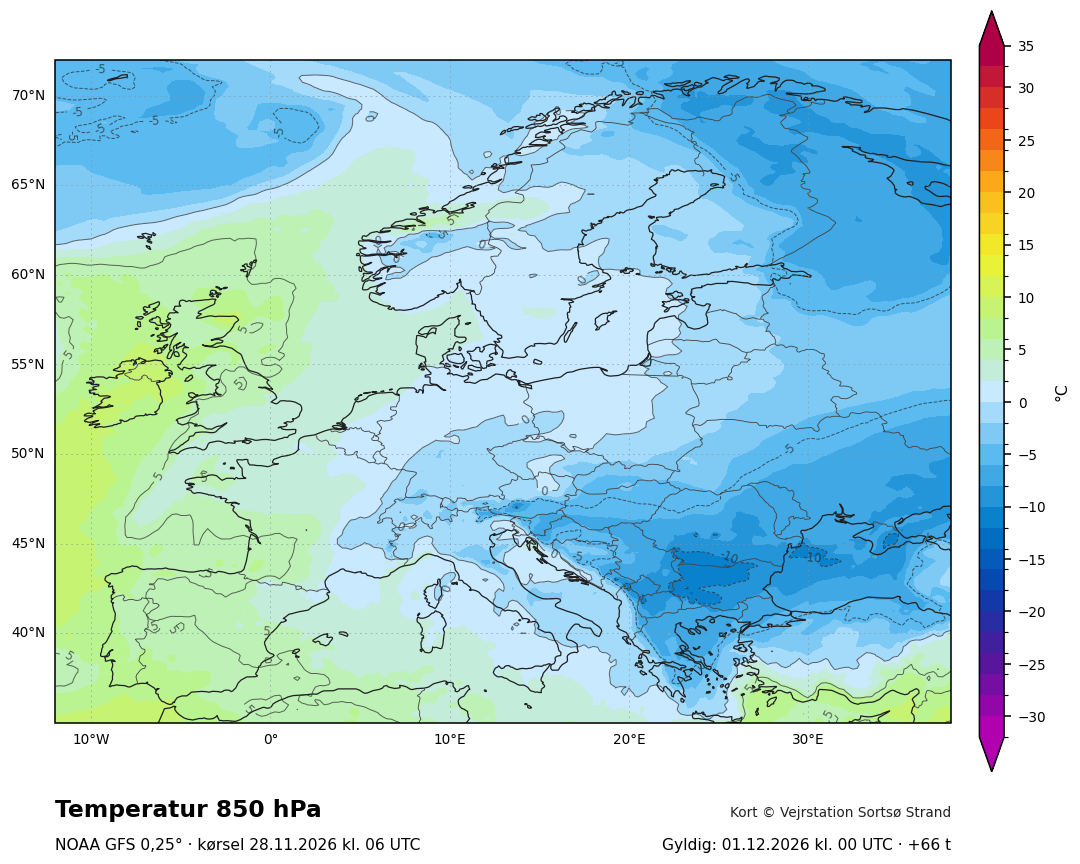 70°N
65°N
60°N
55°N
50°N
45°N
40°N
10°W
0°
10°E
20°E
30°E
35
30
25
20
15
10
5
0
−5
−10
−15
−20
−25
−30
°C
Temperatur 850 hPa
Kort © Vejrstation Sortsø Strand
NOAA GFS 0,25° · kørsel 28.11.2026 kl. 06 UTC
Gyldig: 01.12.2026 kl. 00 UTC · +66 t